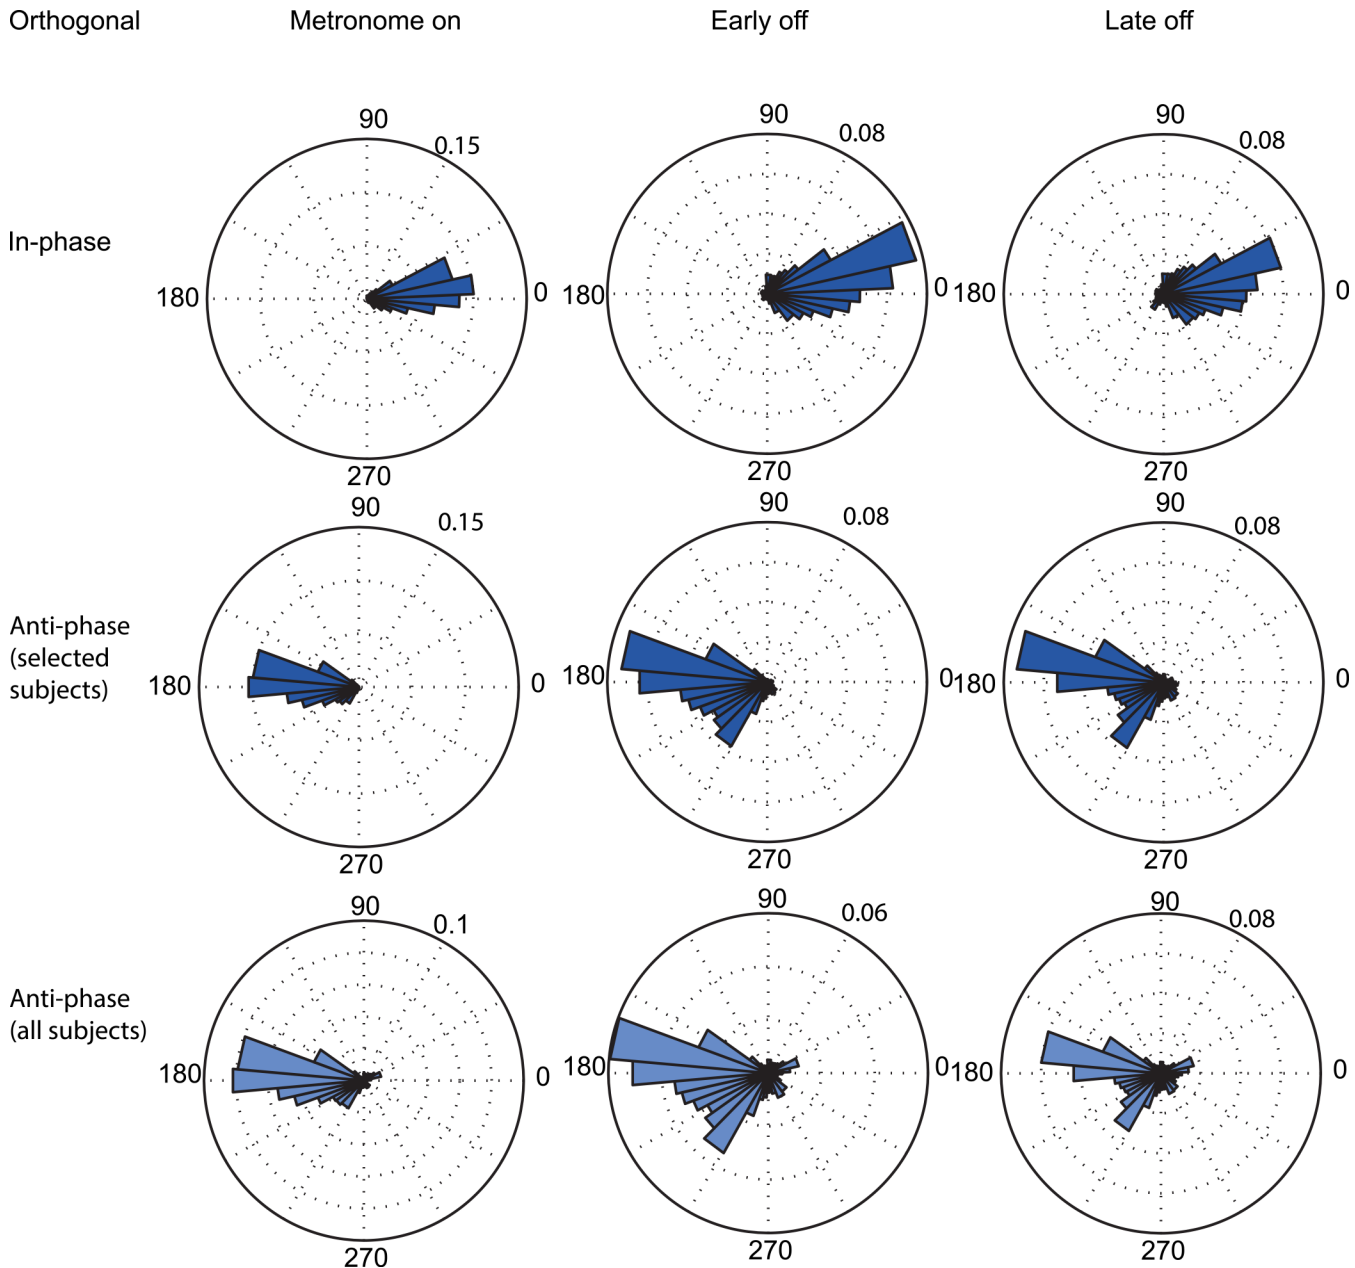 Orthogonal Metronome on Early off Late off
90 90 90
0.15 0.08 0.08
In-phase
180 0 180 0 180 0
270 270 270
90 90 90
0.15 0.08 0.08
Anti-phase
(selected
subjects)
180 0 180 0 180 0
270 270 270
90 90 90
0.1 0.06 0.08
Anti-phase
(all subjects)
180 0 180 0 180 0
270 270 270